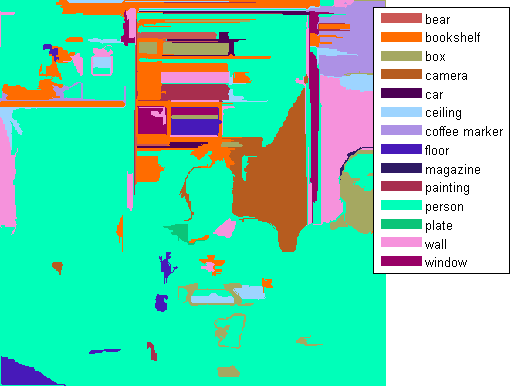 bear
bookshelf
box
camera
car
ceiling
coffee marker
floor
magazine
painting
person
plate
wall
window